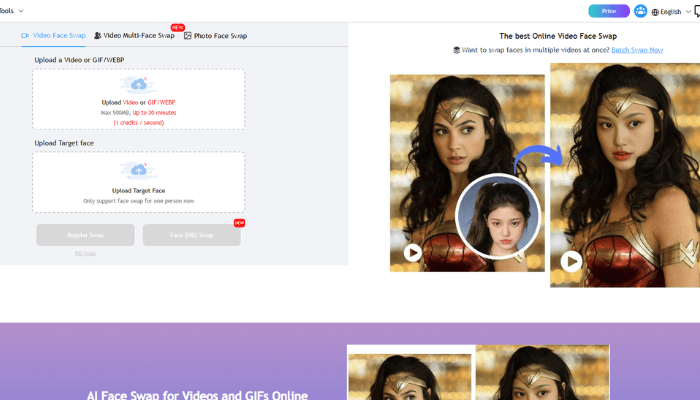 Tools
Price
English
Video Face Swap
Video Multi-Face Swap
NEW
Photo Face Swap
Upload a Video or GIF/WEBP
Upload Video or GIF/WEBP
Max 500MB, Up to 30 minutes
(1 credits / second)
Upload Target face
Upload Target Face
Only support face swap for one person now
Regular Swap
Face (HD) Swap
NEW
The best Online Video Face Swap
Want to swap faces in multiple videos at once? Batch Swap Now
AI Face Swap for Videos and GIFs Online